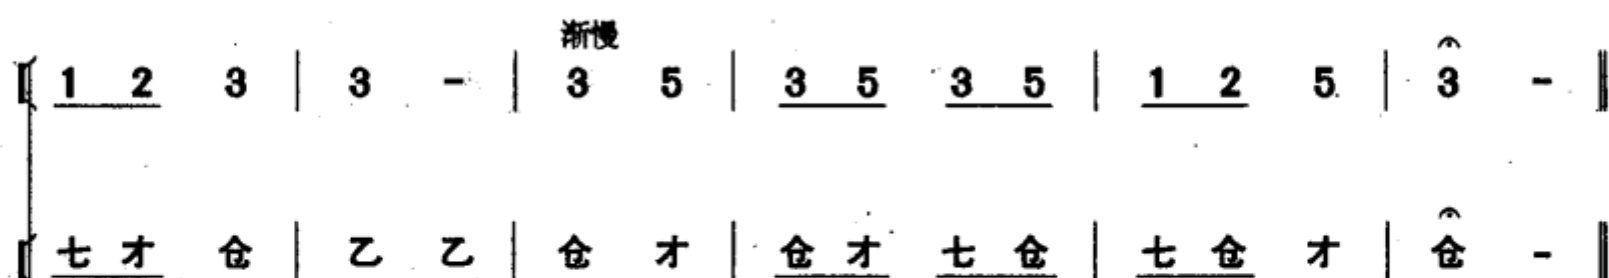 渐慢
1 2 3 | 3 - | 3 5 | 3 5 3 5 | 1 2 5 | 3 - ‖
七 才 仓 | 乙 乙 | 仓 才 | 仓 才 七 仓 | 七 仓 才 | 仓 - ‖